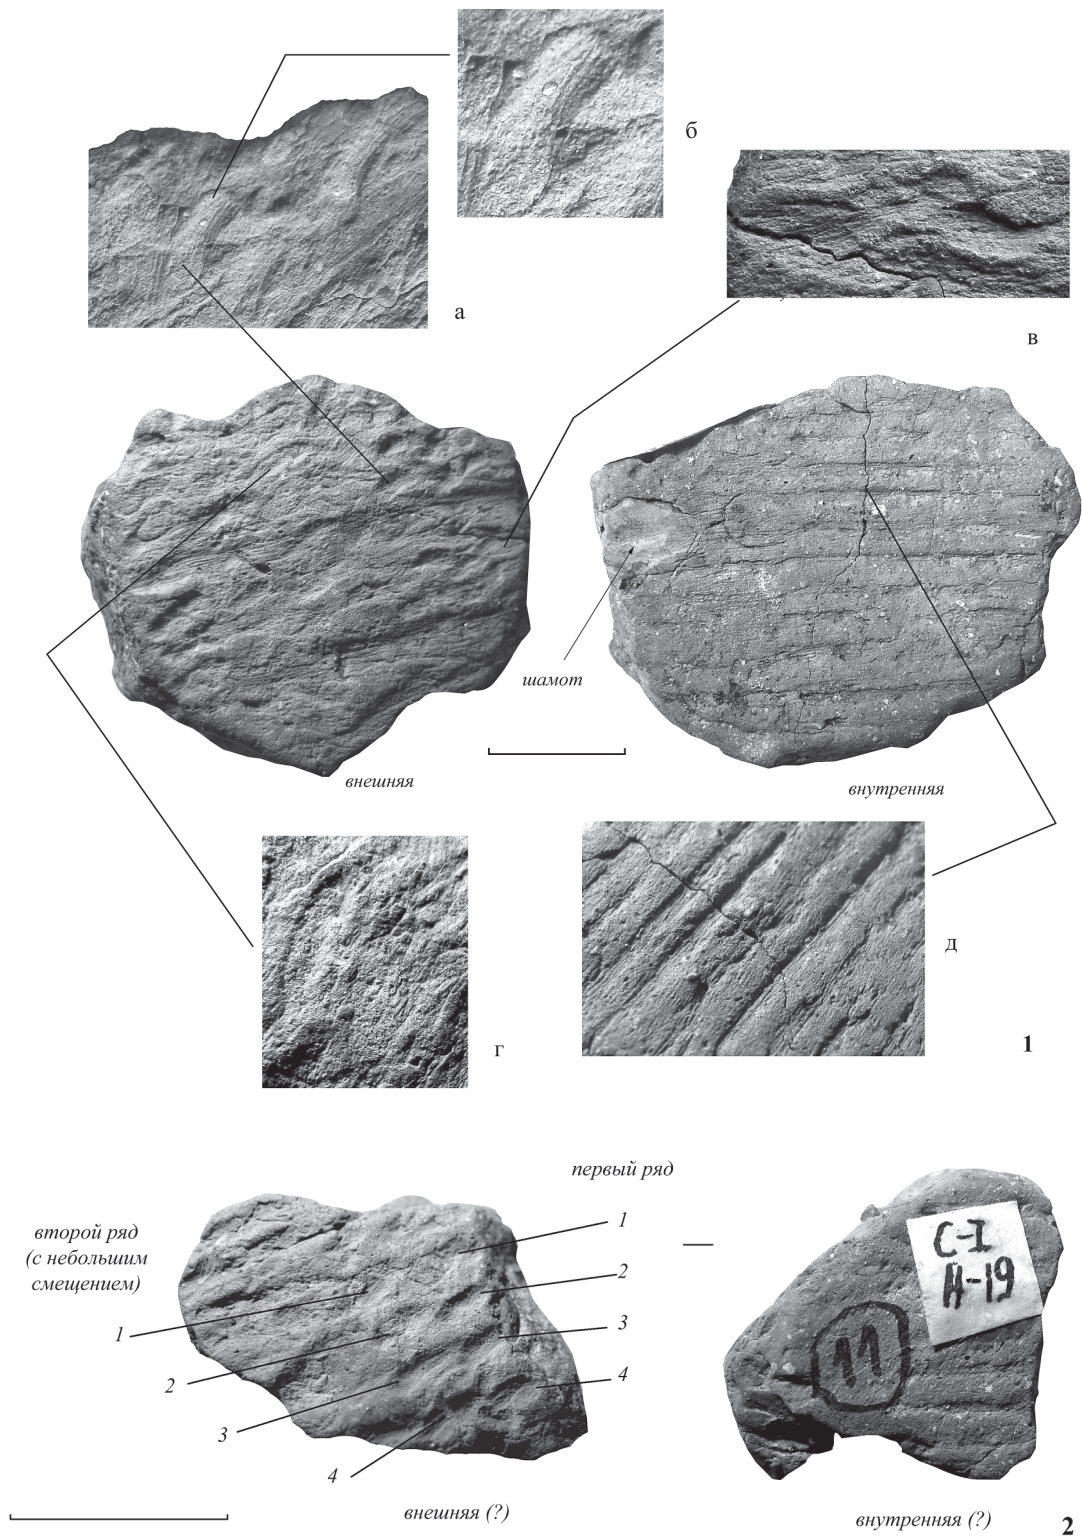 б
а
в
шамот
внешняя
внутренняя
д
г
1
первый ряд
второй ряд
(с небольшим
смещением)
1
2
3
4
1
2
3
4
С-I
И-19
11
внешняя (?)
внутренняя (?)
2